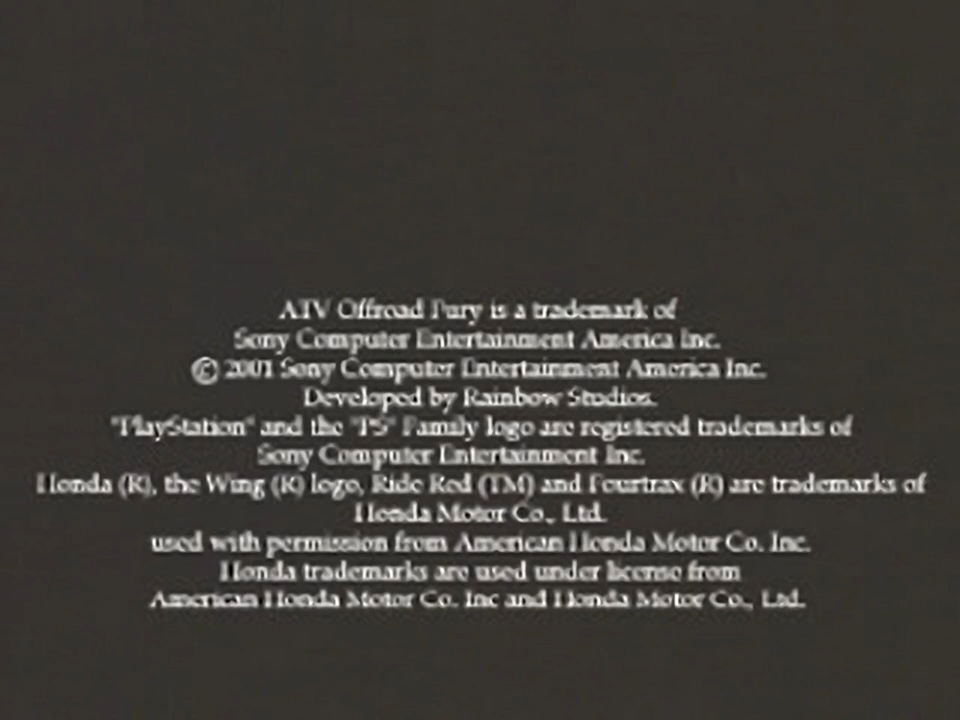 ATV Offroad Fury is a trademark of
Sony Computer Entertainment America Inc.
© 2001 Sony Computer Entertainment America Inc.
Developed by Rainbow Studios.
"PlayStation" and the "PS" Family logo are registered trademarks of
Sony Computer Entertainment Inc.
Honda (R), the Wing (R) logo, Ride Red (TM) and Fourtrax (R) are trademarks of
Honda Motor Co., Ltd.
used with permission from American Honda Motor Co. Inc.
Honda trademarks are used under license from
American Honda Motor Co. Inc and Honda Motor Co., Ltd.